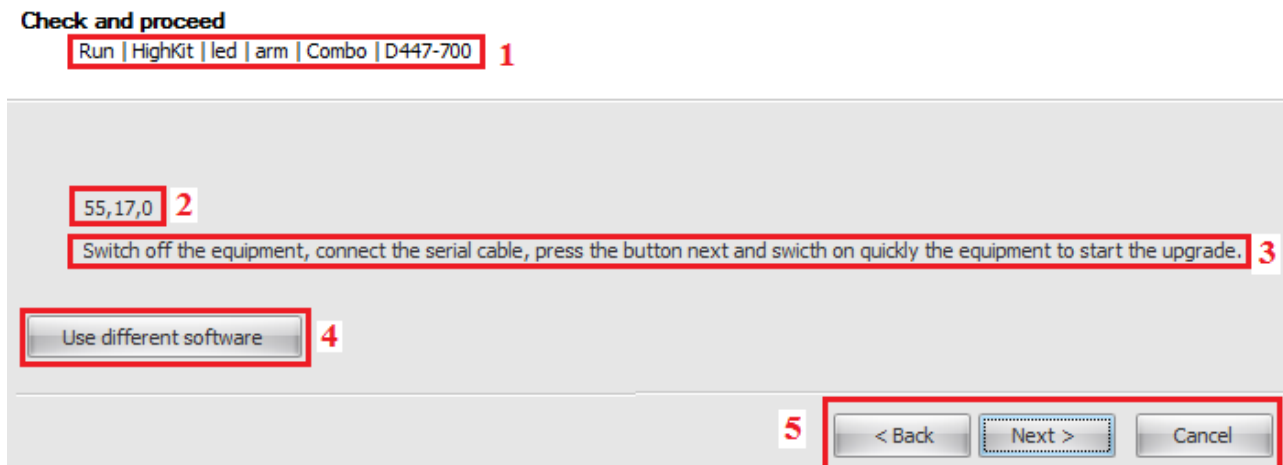 Check and proceed
Run | HighKit | led | arm | Combo | D447-700 1
55,17,0 2
Switch off the equipment, connect the serial cable, press the button next and swicth on quickly the equipment to start the upgrade. 3
Use different software 4
5 < Back Next > Cancel